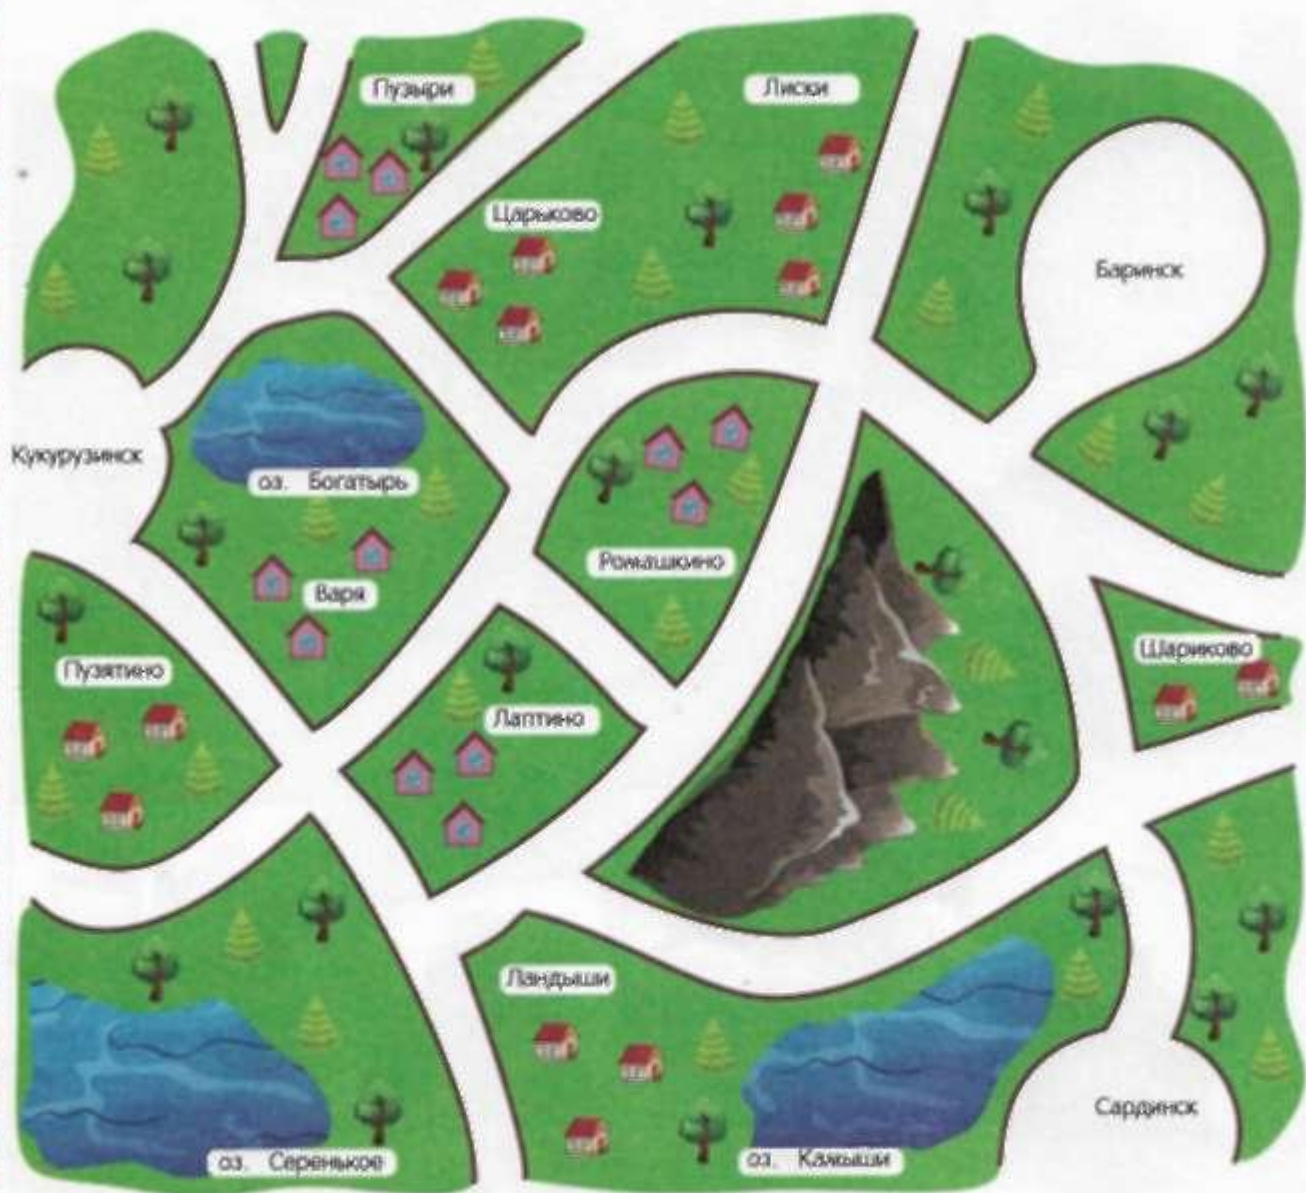 Пузыри
Лиски
Царьково
Баринск
Кукурузинск
оз. Богатырь
Ромашкино
Варя
Шариково
Пузятино
Лаптино
Ландыши
Сардинск
оз. Серенькое
оз. Камыши